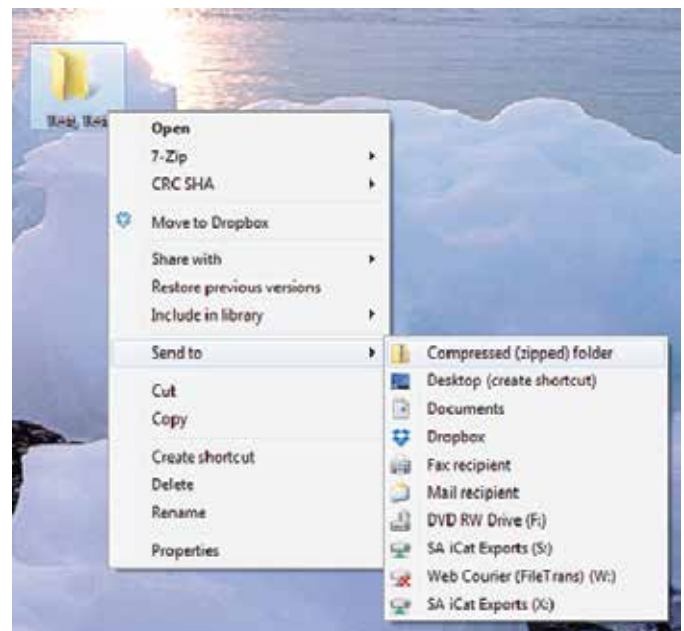 Open
7-Zip
CRC SHA
Move to Dropbox
Share with
Restore previous versions
Include in library
Send to
Cut
Copy
Create shortcut
Delete
Rename
Properties
Compressed (zipped) folder
Desktop (create shortcut)
Documents
Dropbox
Fax recipient
Mail recipient
DVD RW Drive (F:)
SA iCat Exports (S:)
Web Courier (FileTrans) (W:)
SA iCat Exports (X:)